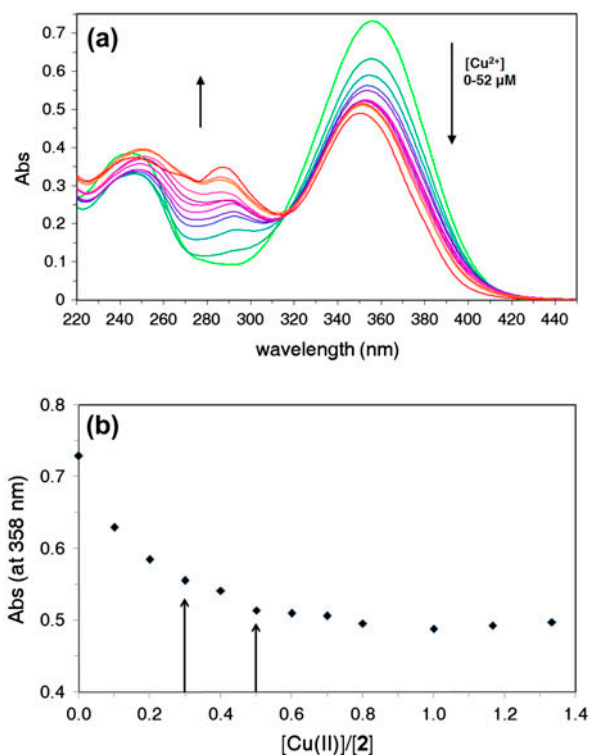 (a)
[Cu²⁺]
0-52 µM
0.7
0.6
0.5
0.4
0.3
0.2
0.1
0
Abs
220 240 260 280 300 320 340 360 380 400 420 440
wavelength (nm)
(b)
0.8
0.7
0.6
0.5
0.4
Abs (at 358 nm)
0.0 0.2 0.4 0.6 0.8 1.0 1.2 1.4
[Cu(II)]/[2]